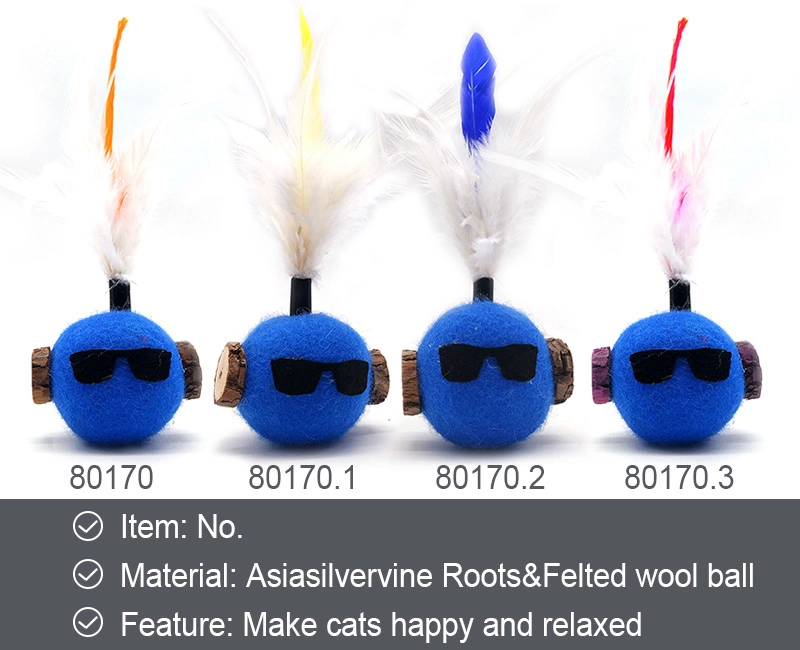 80170 80170.1 80170.2 80170.3
Item: No.
Material: Asiasilvervine Roots&Felted wool ball
Feature: Make cats happy and relaxed